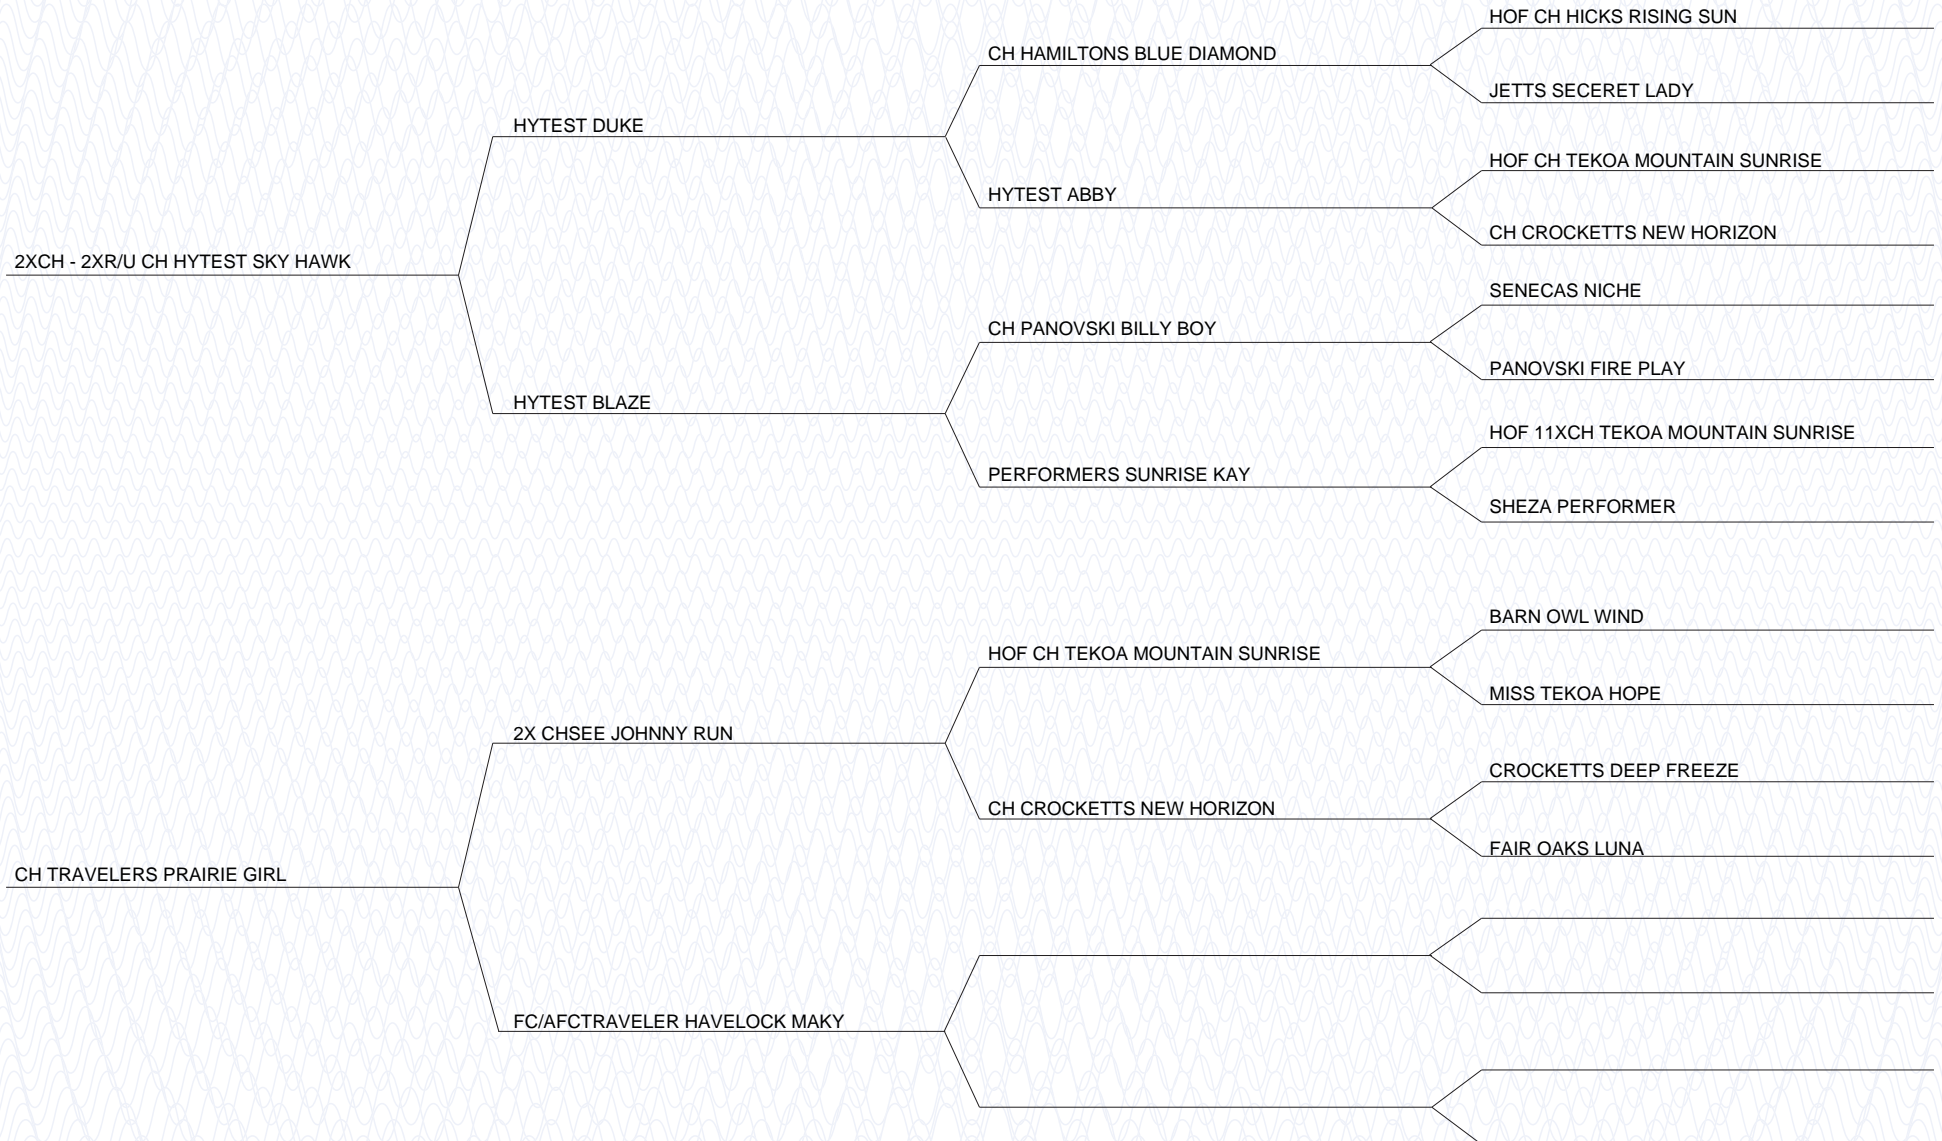 HOF CH HICKS RISING SUN
CH HAMILTONS BLUE DIAMOND
JETTS SECERET LADY
HYTEST DUKE
HOF CH TEKOA MOUNTAIN SUNRISE
HYTEST ABBY
CH CROCKETTS NEW HORIZON
2XCH - 2XR/U CH HYTEST SKY HAWK
SENECAS NICHE
CH PANOVSKI BILLY BOY
PANOVSKI FIRE PLAY
HYTEST BLAZE
HOF 11XCH TEKOA MOUNTAIN SUNRISE
PERFORMERS SUNRISE KAY
SHEZA PERFORMER
BARN OWL WIND
HOF CH TEKOA MOUNTAIN SUNRISE
MISS TEKOA HOPE
2X CHSEE JOHNNY RUN
CROCKETTS DEEP FREEZE
CH CROCKETTS NEW HORIZON
FAIR OAKS LUNA
CH TRAVELERS PRAIRIE GIRL
FC/AFCTRAVELER HAVELOCK MAKY